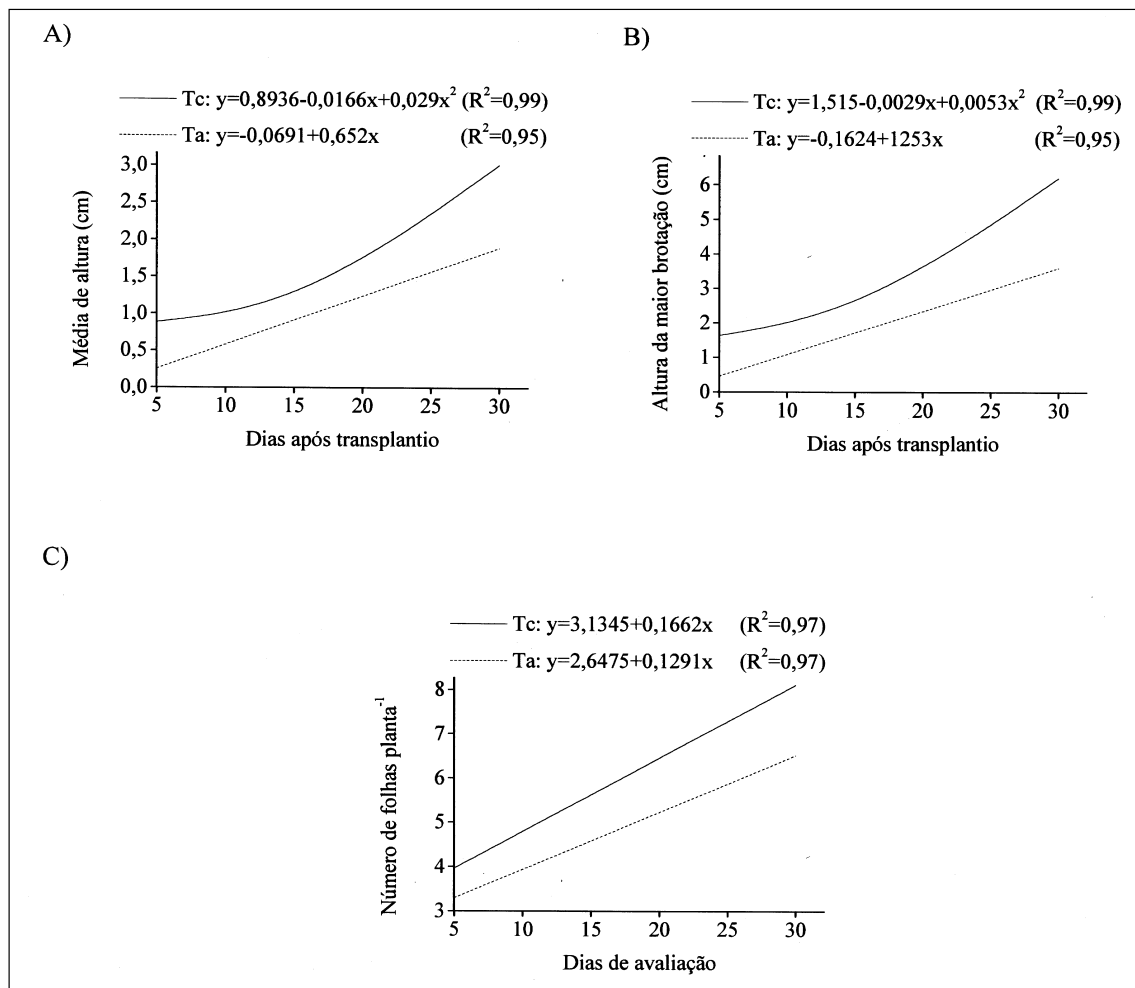 A)
Tc: y=0,8936-0,0166x+0,029x² (R²=0,99)
Ta: y=-0,0691+0,652x (R²=0,95)
3,0
2,5
2,0
1,5
1,0
0,5
0,0
Média de altura (cm)
5 10 15 20 25 30
Dias após transplantio
B)
Tc: y=1,515-0,0029x+0,0053x² (R²=0,99)
Ta: y=-0,1624+1253x (R²=0,95)
6
5
4
3
2
1
0
Altura da maior brotação (cm)
5 10 15 20 25 30
Dias após transplantio
C)
Tc: y=3,1345+0,1662x (R²=0,97)
Ta: y=2,6475+0,1291x (R²=0,97)
8
7
6
5
4
3
Número de folhas planta⁻¹
5 10 15 20 25 30
Dias de avaliação